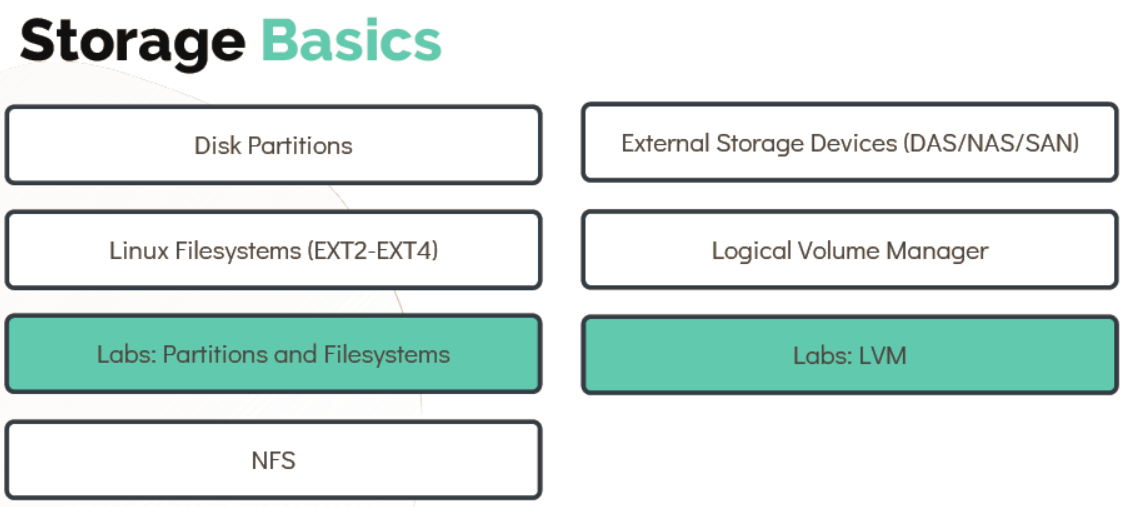 Storage Basics
Disk Partitions
Linux Filesystems (EXT2-EXT4)
Labs: Partitions and Filesystems
NFS
External Storage Devices (DAS/NAS/SAN)
Logical Volume Manager
Labs: LVM